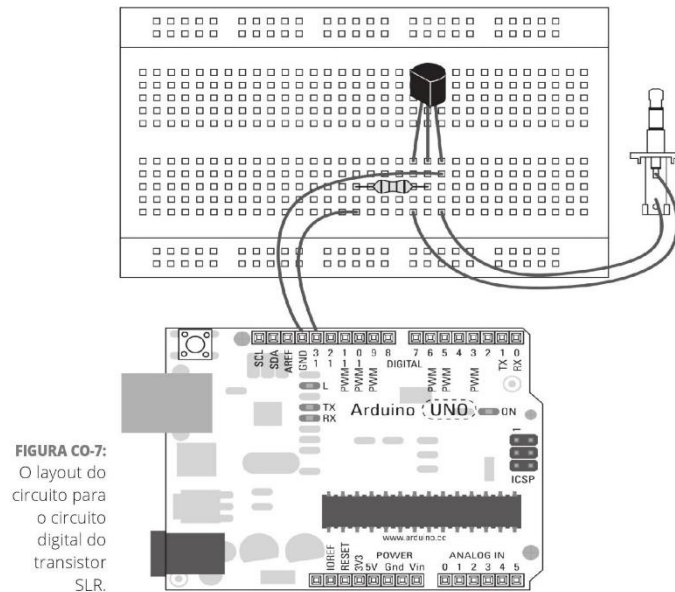 FIGURA CO-7:
O layout do
circuito para
o circuito
digital do
transistor
SLR.
SCL
SDA
AREF
GND
13
12
PWM 11
PWM 10
PWM 9
8
DIGITAL
7
PWM 6
PWM 5
4
PWM 3
2
TX 1
RX 0
L
TX
RX
Arduino UNO
ON
1
ICSP
www.arduino.cc
IOREF
RESET
3V3
5V
Gnd
Vin
POWER
ANALOG IN
0 1 2 3 4 5